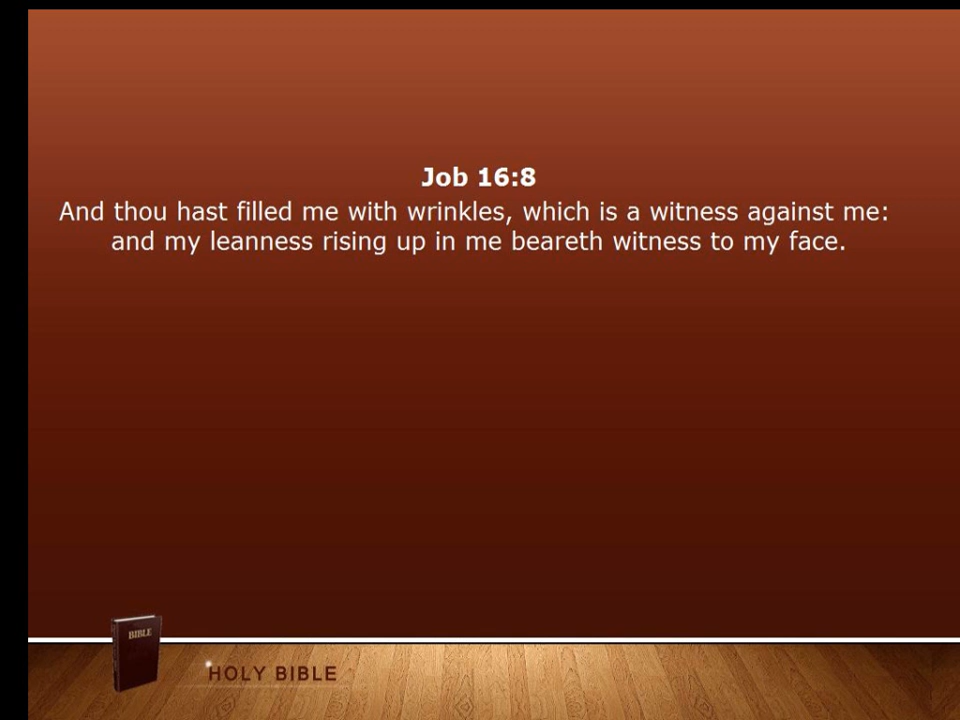 Job 16:8
And thou hast filled me with wrinkles, which is a witness against me:
and my leanness rising up in me beareth witness to my face.
BIBLE
HOLY BIBLE